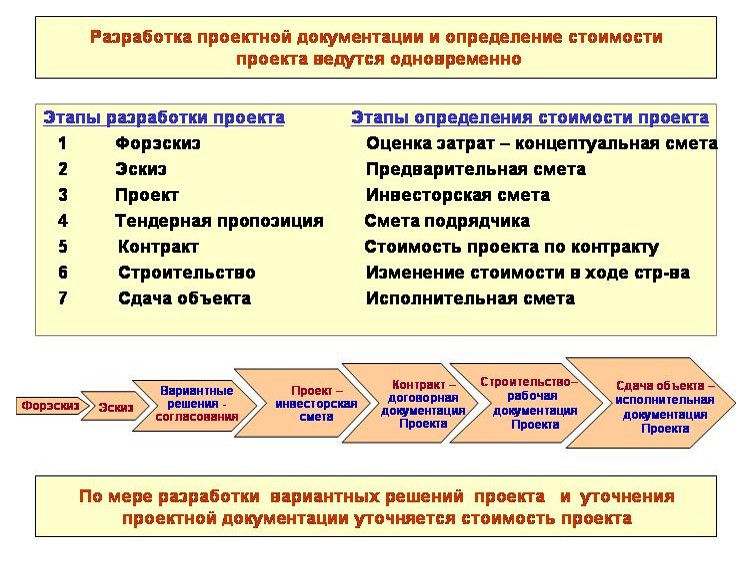 Разработка проектной документации и определение стоимости
проекта ведутся одновременно
Этапы разработки проекта Этапы определения стоимости проекта
1 Форэскиз Оценка затрат – концептуальная смета
2 Эскиз Предварительная смета
3 Проект Инвесторская смета
4 Тендерная пропозиция Смета подрядчика
5 Контракт Стоимость проекта по контракту
6 Строительство Изменение стоимости в ходе стр-ва
7 Сдача объекта Исполнительная смета
Форэскиз
Эскиз
Вариантные
решения -
согласования
Проект –
инвесторская
смета
Контракт –
договорная
документация
Проекта
Строительство–
рабочая
документация
Проекта
Сдача объекта –
исполнительная
документация
Проекта
По мере разработки вариантных решений проекта и уточнения
проектной документации уточняется стоимость проекта